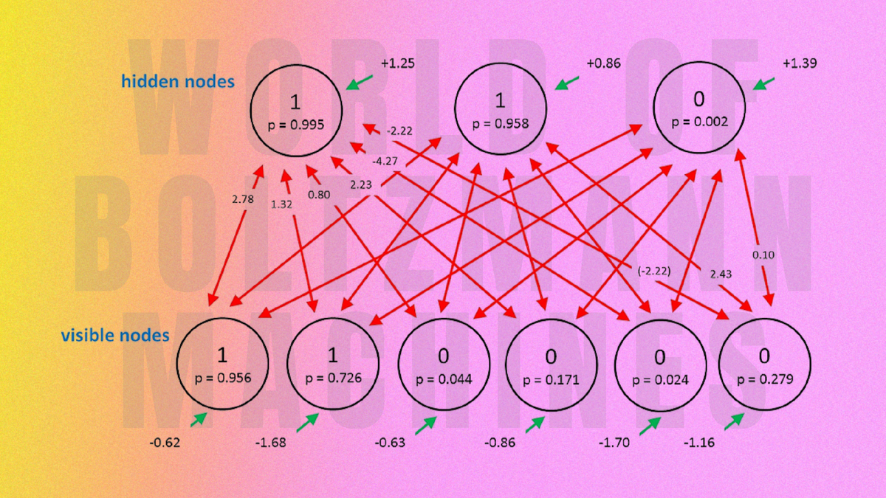 WORLD OF
BOLTZMANN
MACHINES
+1.25
+0.86
+1.39
hidden nodes
1
p = 0.995
1
p = 0.958
0
p = 0.002
-2.22
-4.27
2.23
0.80
1.32
2.78
(-2.22)
2.43
0.10
visible nodes
1
p = 0.956
1
p = 0.726
0
p = 0.044
0
p = 0.171
0
p = 0.024
0
p = 0.279
-0.62
-1.68
-0.63
-0.86
-1.70
-1.16